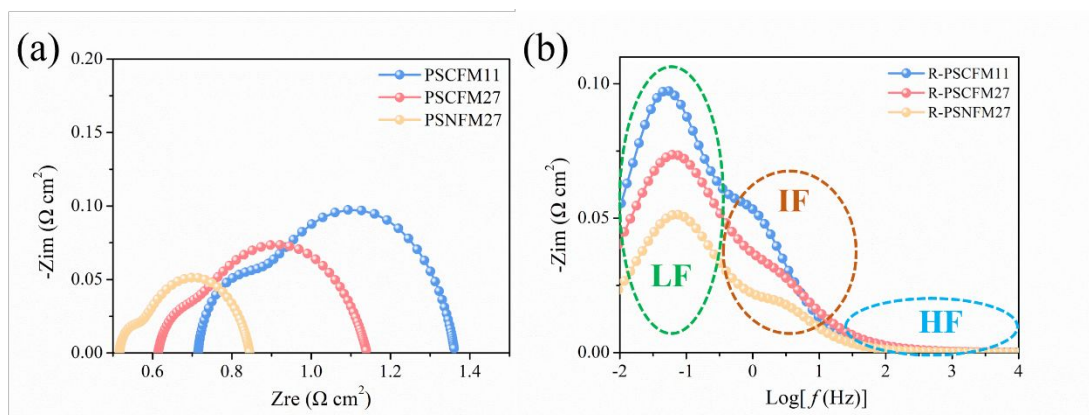 (a)
-Zim (Ω cm²)
0.20
0.15
0.10
0.05
0.00
PSCFM11
PSCFM27
PSNFM27
0.6
0.8
1.0
1.2
1.4
Zre (Ω cm²)
(b)
-Zim (Ω cm²)
0.10
0.05
0.00
R-PSCFM11
R-PSCFM27
R-PSNFM27
LF
IF
HF
-2
-1
0
1
2
3
4
Log[f(Hz)]